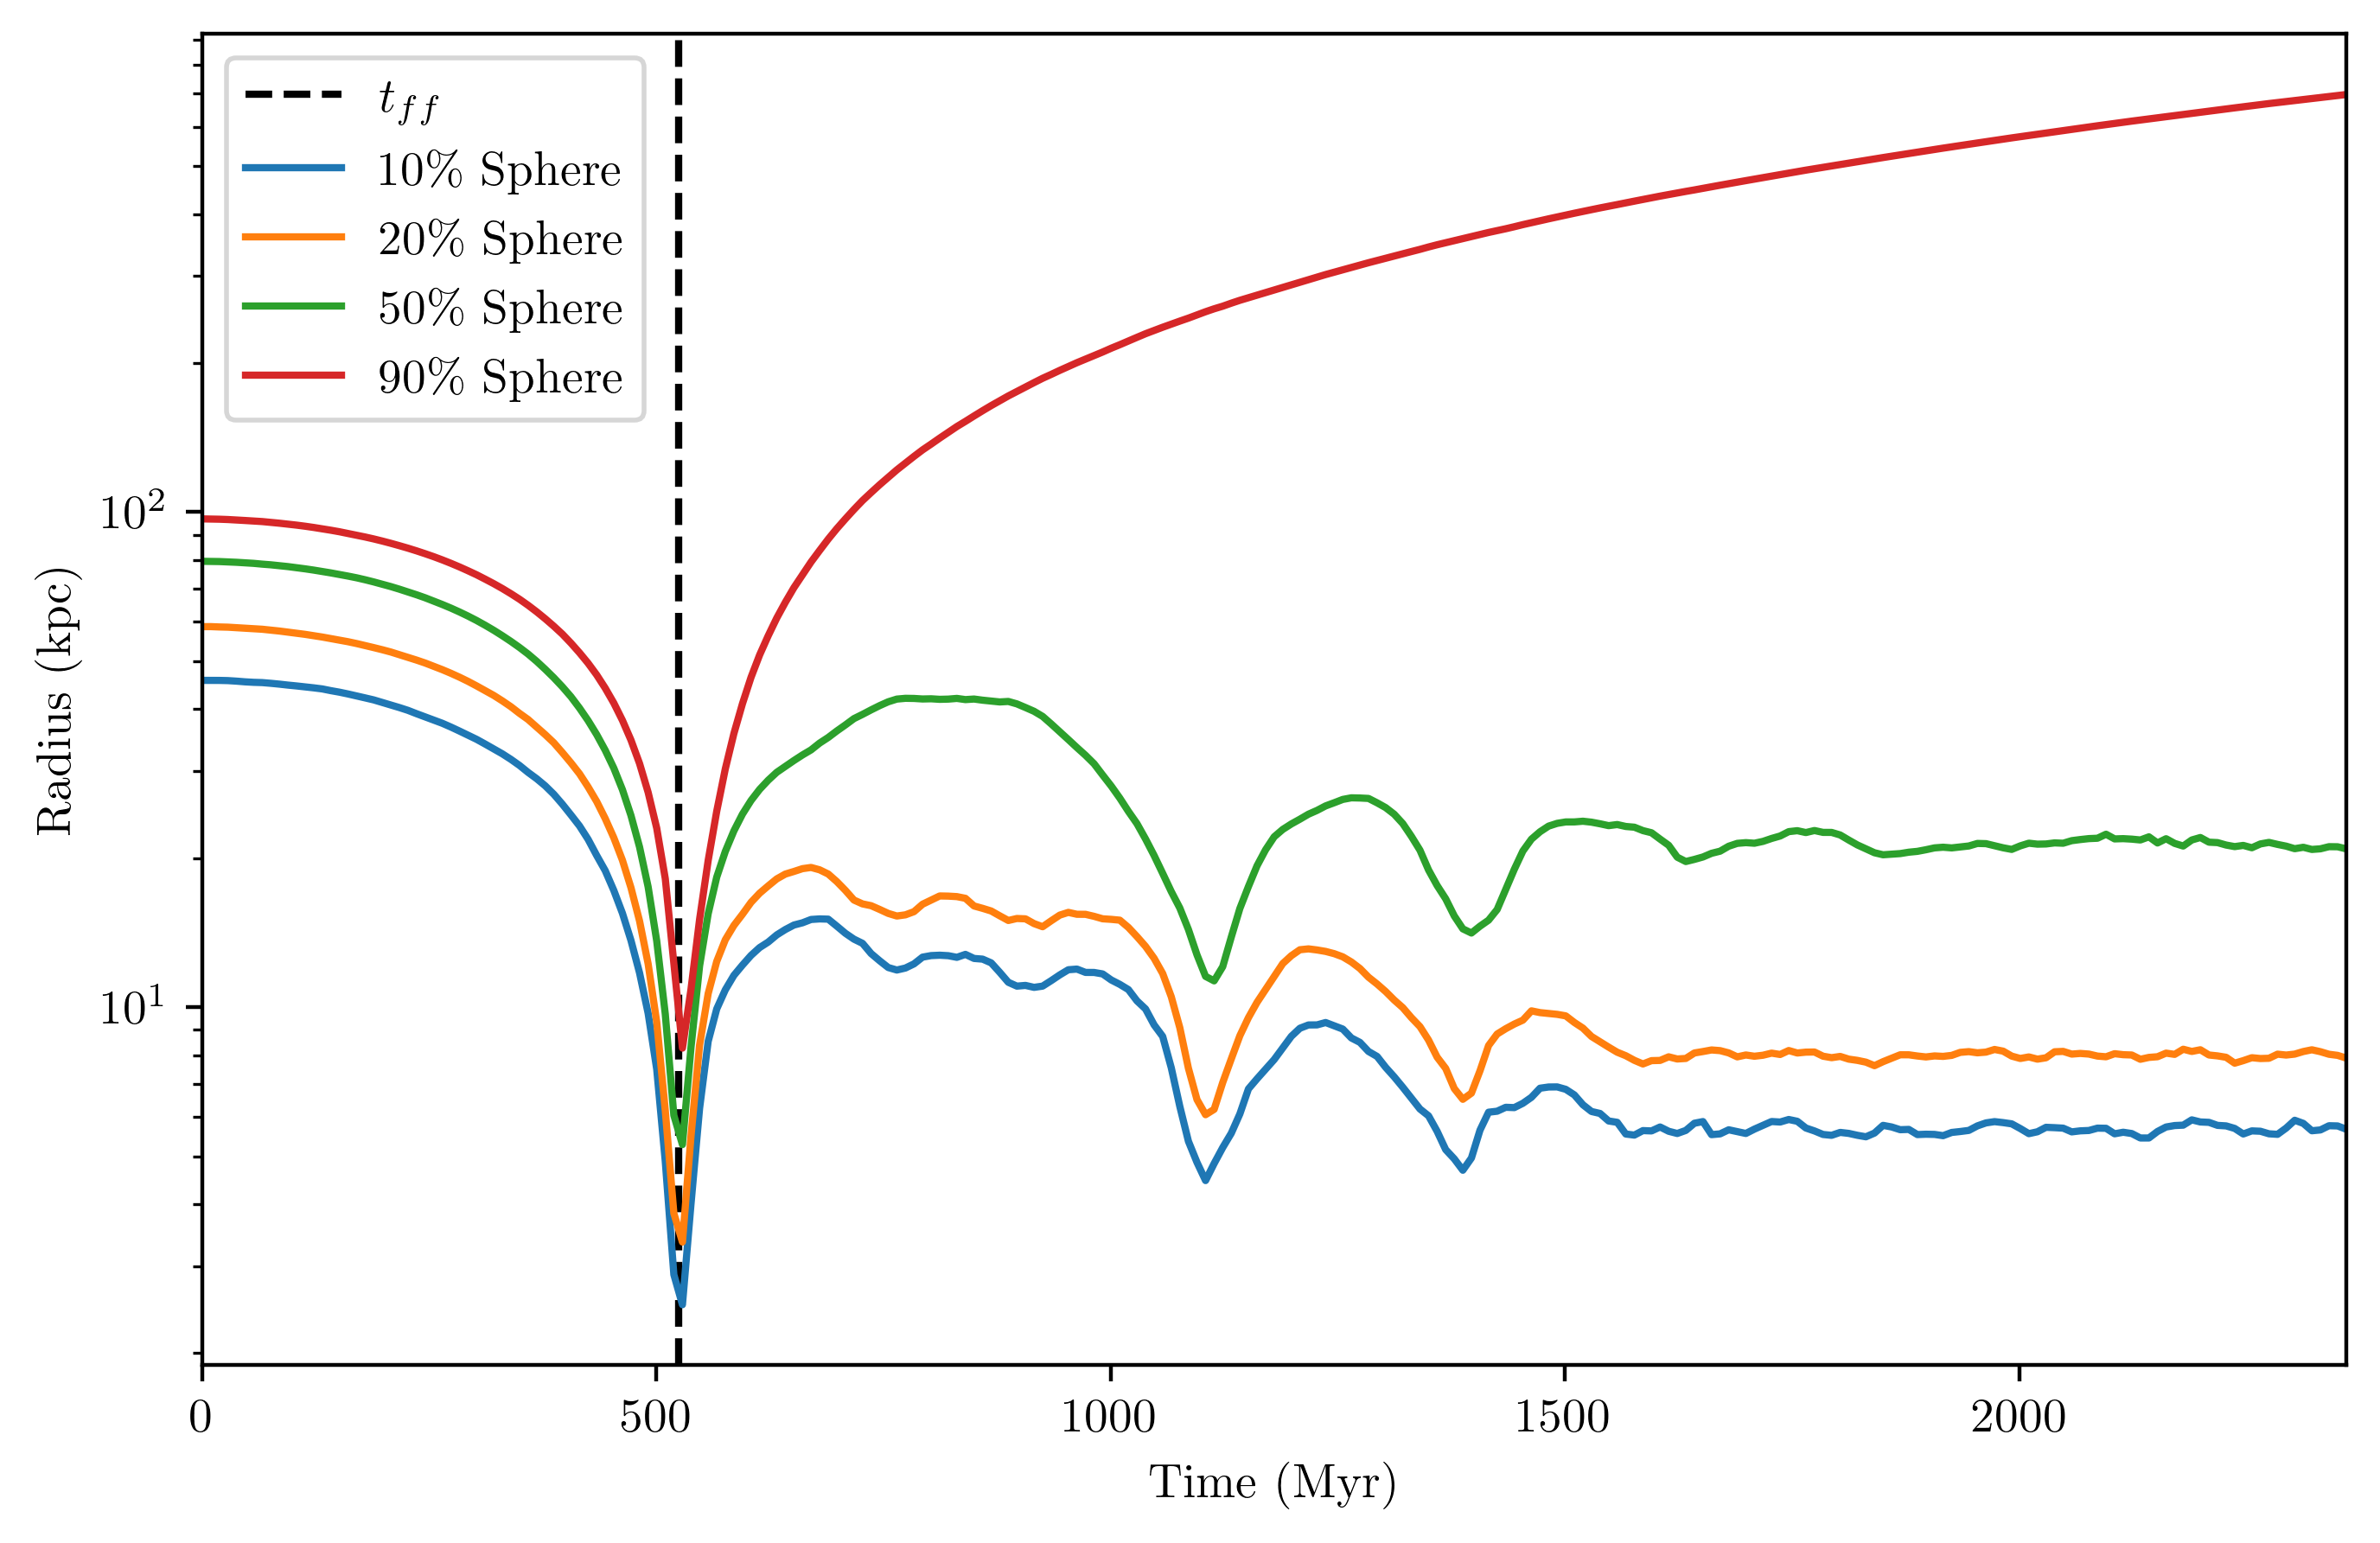 t_{ff}
10% Sphere
20% Sphere
50% Sphere
90% Sphere
10^2
10^1
Radius (kpc)
0 500 1000 1500 2000
Time (Myr)